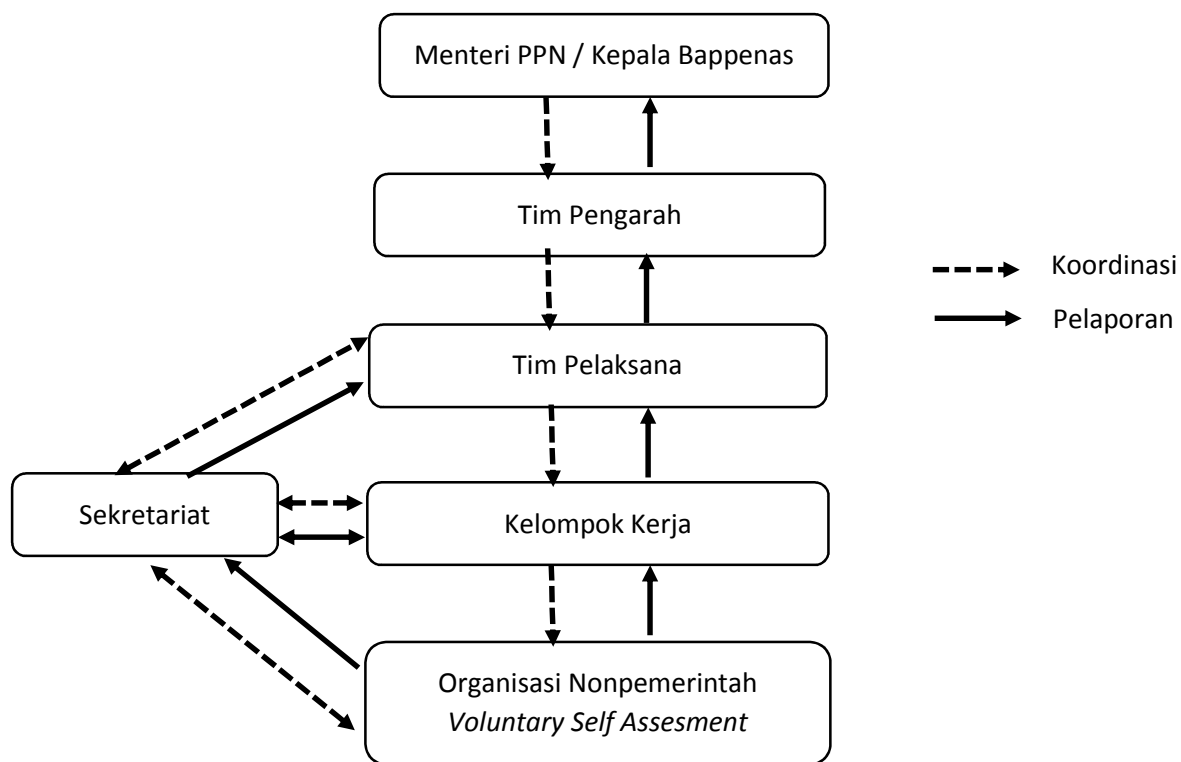 Menteri PPN / Kepala Bappenas
Tim Pengarah
Koordinasi
Pelaporan
Tim Pelaksana
Sekretariat
Kelompok Kerja
Organisasi Nonpemerintah
Voluntary Self Assesment